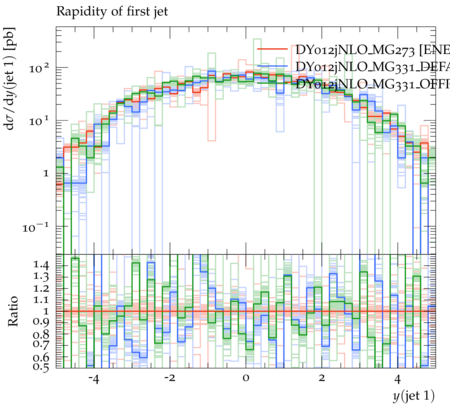 Rapidity of first jet
dσ/dy(jet 1) [pb]
DY012jNLO_MG273 [ENE
DY012jNLO_MG331_DEFA
DY012jNLO_MG331_OFFI
10²
10¹
1
10⁻¹
Ratio
1.4
1.3
1.2
1.1
1
0.9
0.8
0.7
0.6
0.5
-4 -2 0 2 4
y(jet 1)